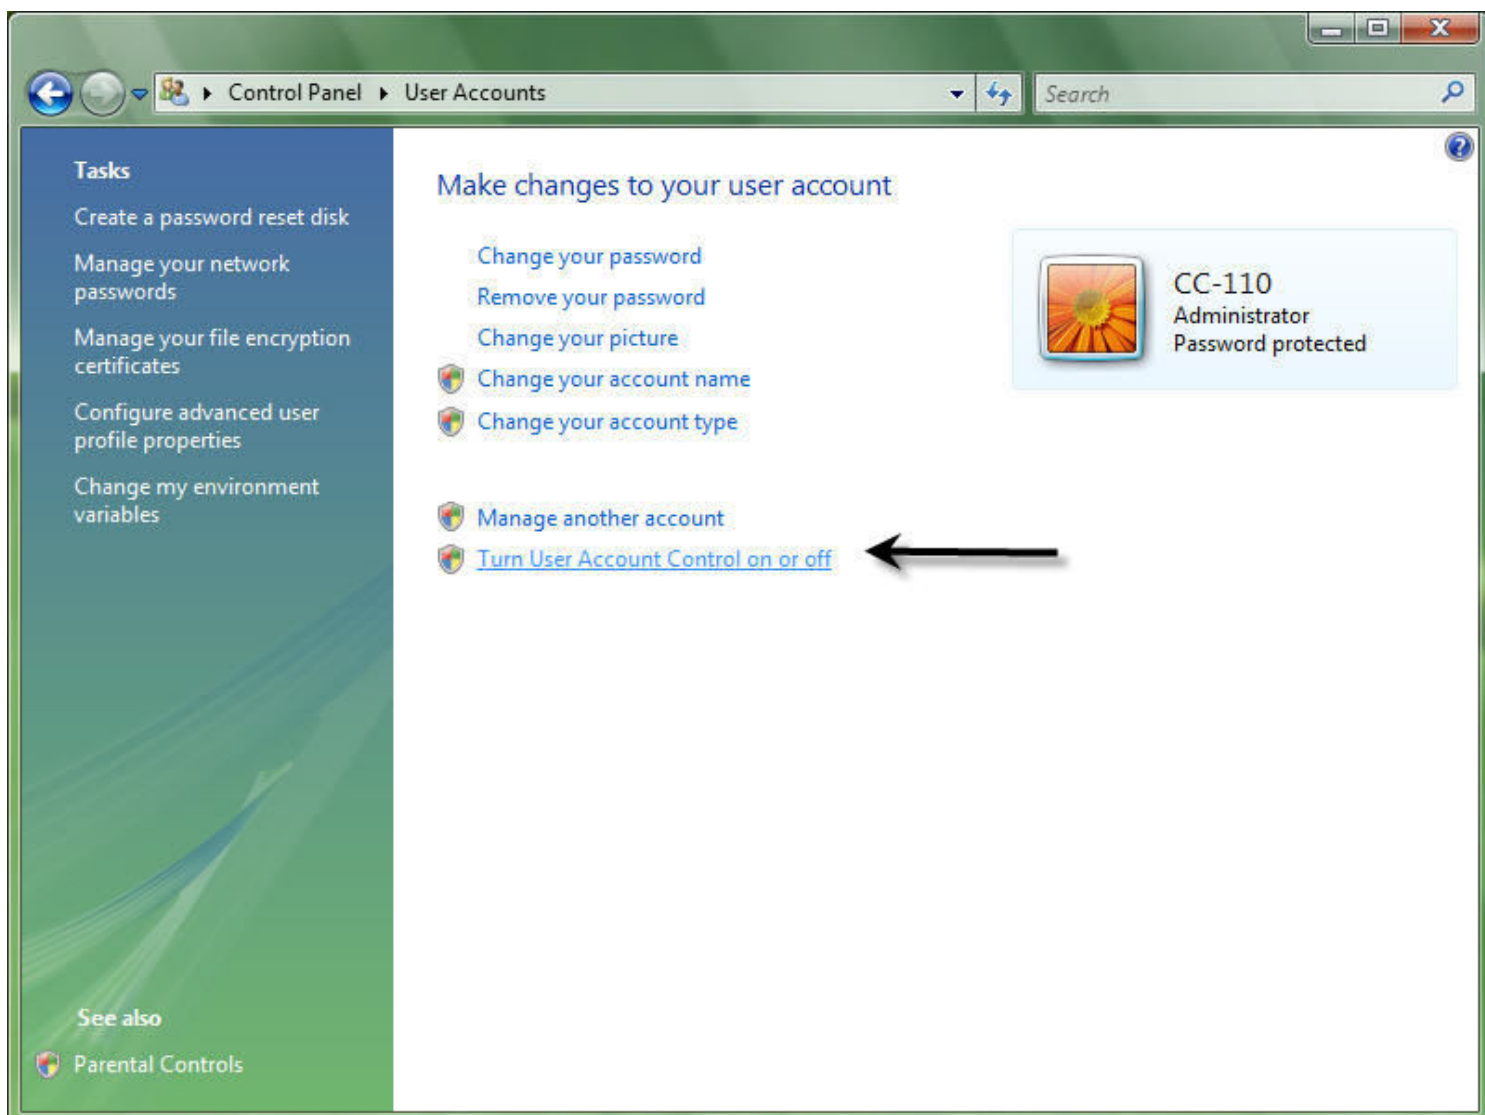 Control Panel
User Accounts
Search
Tasks
Create a password reset disk
Manage your network
passwords
Manage your file encryption
certificates
Configure advanced user
profile properties
Change my environment
variables
See also
Parental Controls
Make changes to your user account
Change your password
Remove your password
Change your picture
Change your account name
Change your account type
Manage another account
Turn User Account Control on or off
CC-110
Administrator
Password protected